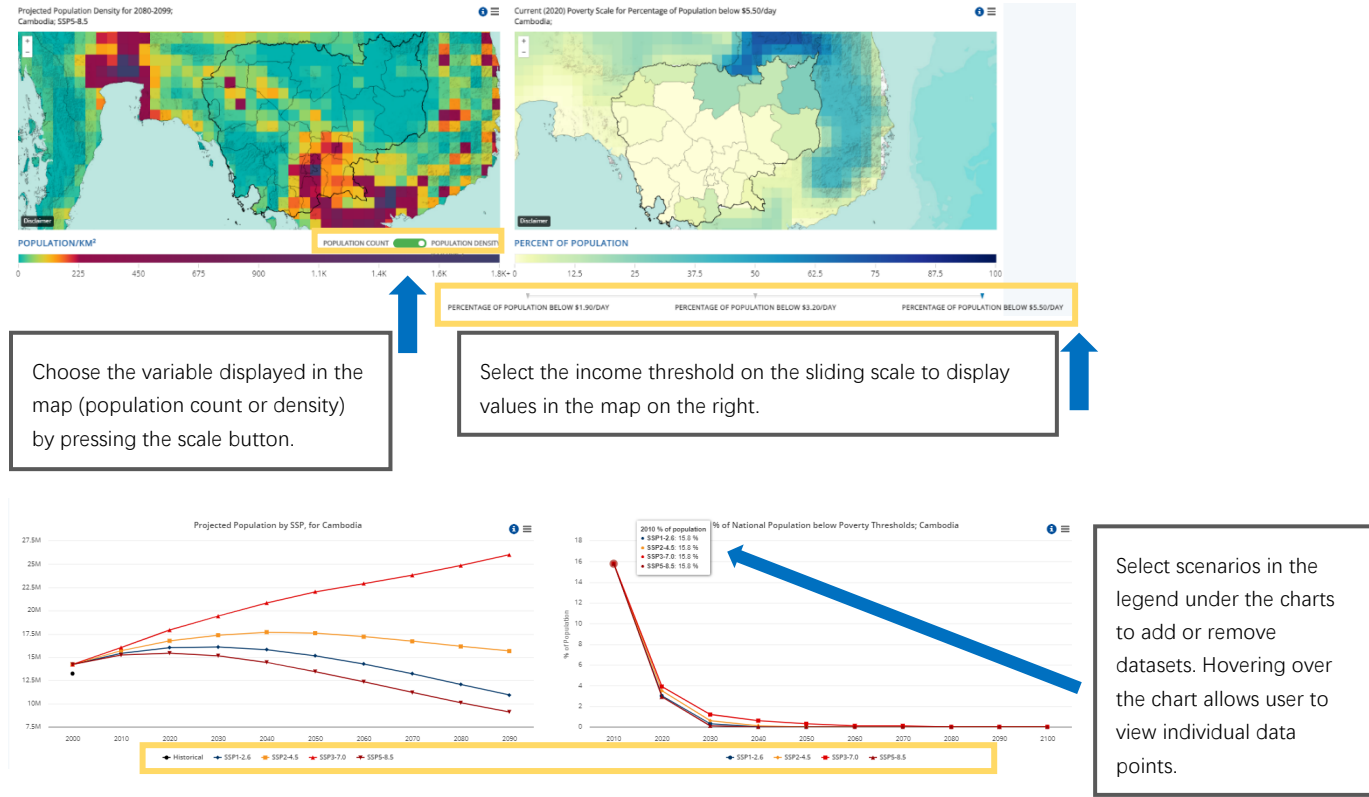 Projected Population Density for 2080-2099;
Cambodia; SSP5-8.5
Current (2020) Poverty Scale for Percentage of Population below $5.50/day
Cambodia;
+
−
+
−
Disclaimer
Disclaimer
POPULATION/KM²
POPULATION COUNT
POPULATION DENSITY
PERCENT OF POPULATION
0 225 450 675 900 1.1K 1.4K 1.6K 1.8K+
0 12.5 25 37.5 50 62.5 75 87.5 100
PERCENTAGE OF POPULATION BELOW $1.90/DAY
PERCENTAGE OF POPULATION BELOW $3.20/DAY
PERCENTAGE OF POPULATION BELOW $5.50/DAY
Choose the variable displayed in the
map (population count or density)
by pressing the scale button.
Select the income threshold on the sliding scale to display
values in the map on the right.
Projected Population by SSP, for Cambodia
27.5M
25M
22.5M
20M
17.5M
15M
12.5M
10M
7.5M
2000 2010 2020 2030 2040 2050 2060 2070 2080 2090
Historical SSP1-2.6 SSP2-4.5 SSP3-7.0 SSP5-8.5
% of National Population below Poverty Thresholds; Cambodia
2010 % of population
SSP1-2.6: 15.8 %
SSP2-4.5: 15.8 %
SSP3-7.0: 15.8 %
SSP5-8.5: 15.8 %
% of Population
18
16
14
12
10
8
6
4
2
0
2010 2020 2030 2040 2050 2060 2070 2080 2090 2100
SSP1-2.6 SSP2-4.5 SSP3-7.0 SSP5-8.5
Select scenarios in the
legend under the charts
to add or remove
datasets. Hovering over
the chart allows user to
view individual data
points.